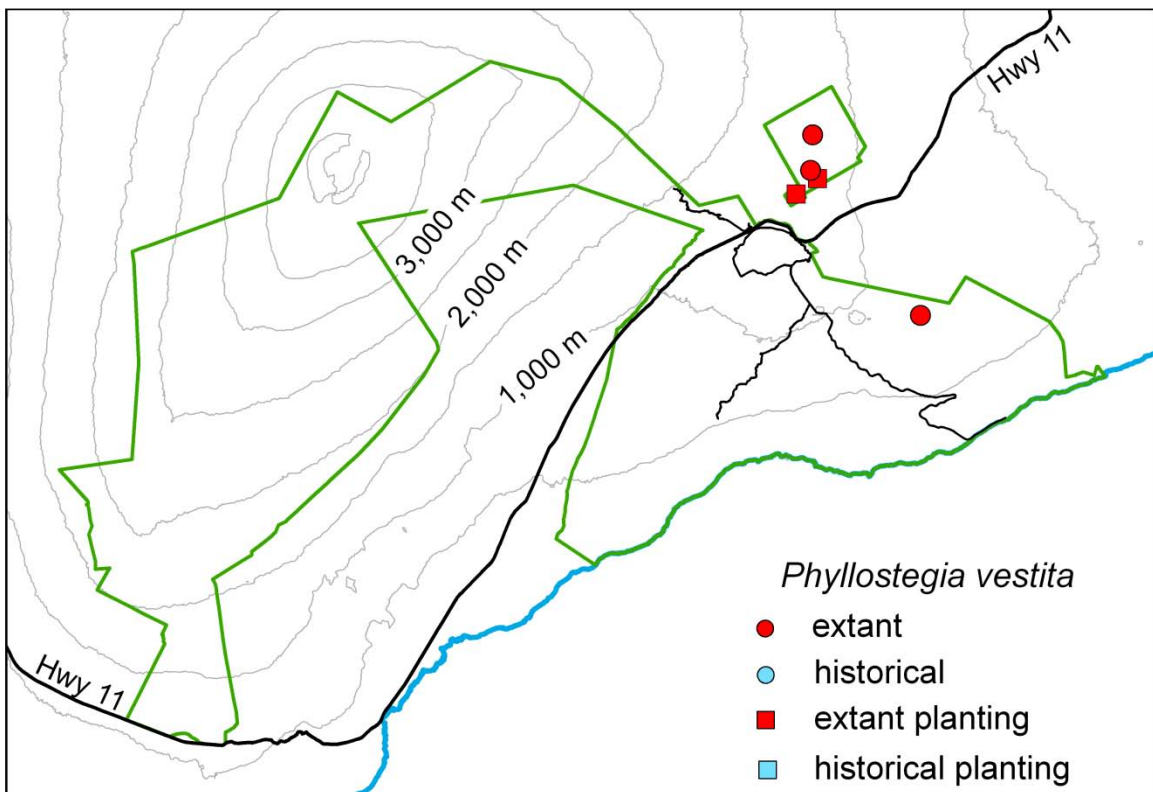 Hwy 11
3,000 m
2,000 m
1,000 m
Hwy 11
Phyllostegia vestita
extant
historical
extant planting
historical planting